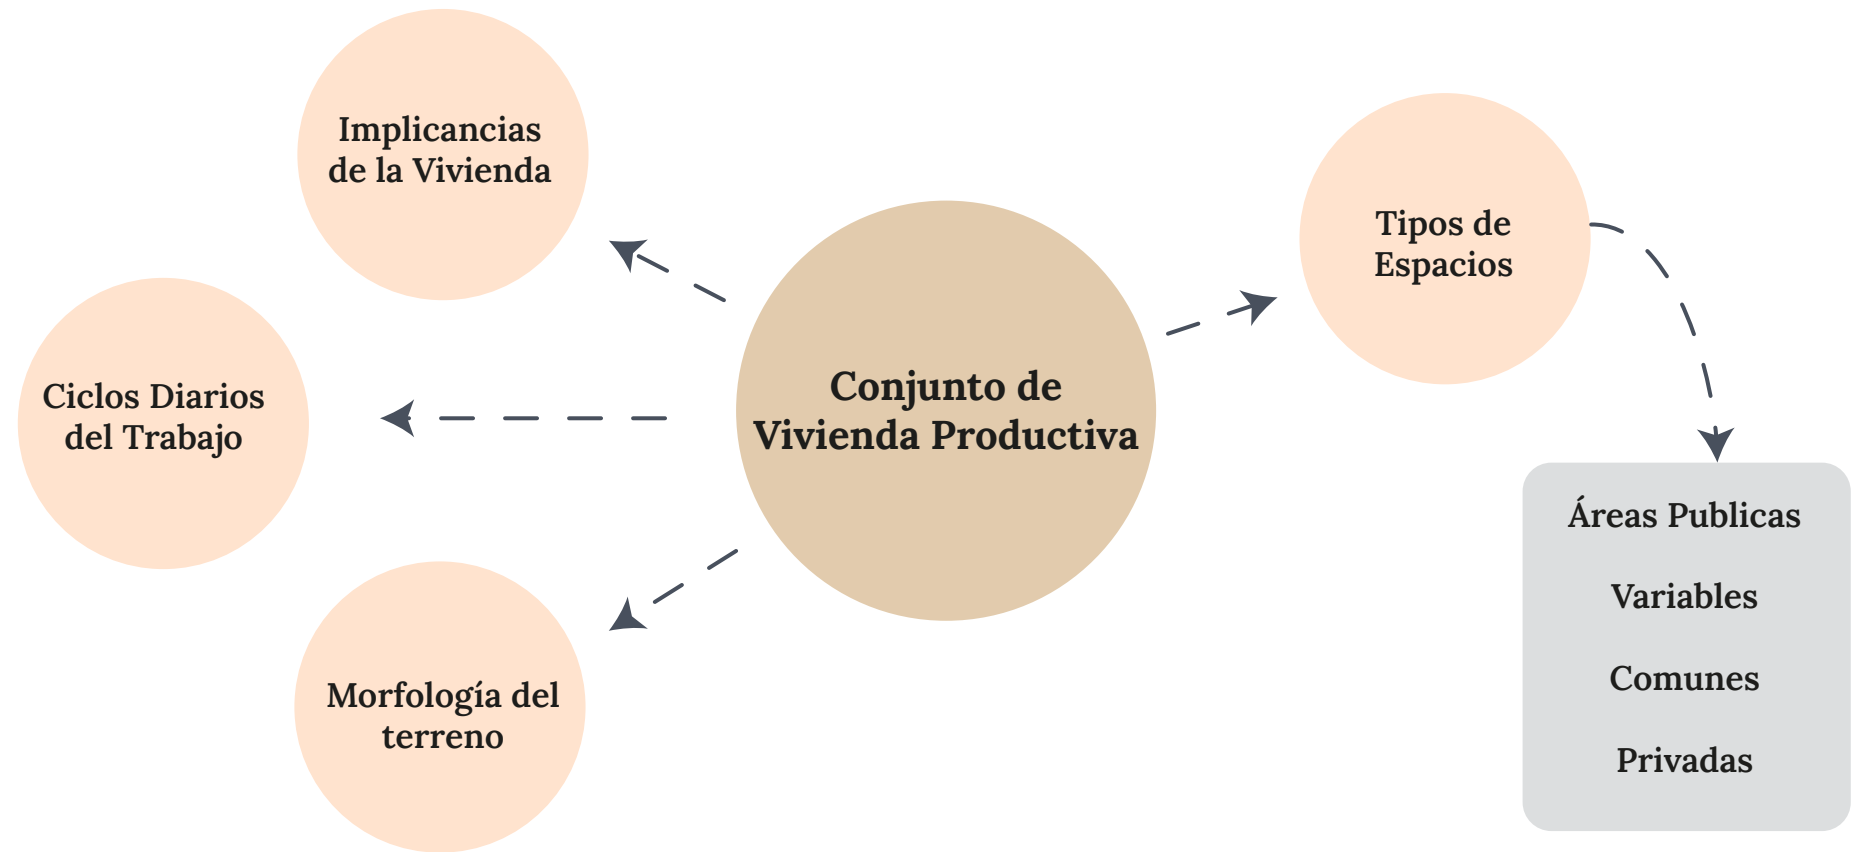 Implicancias
de la Vivienda
Ciclos Diarios
del Trabajo
Morfología del
terreno
Conjunto de
Vivienda Productiva
Tipos de
Espacios
Áreas Publicas
Variables
Comunes
Privadas